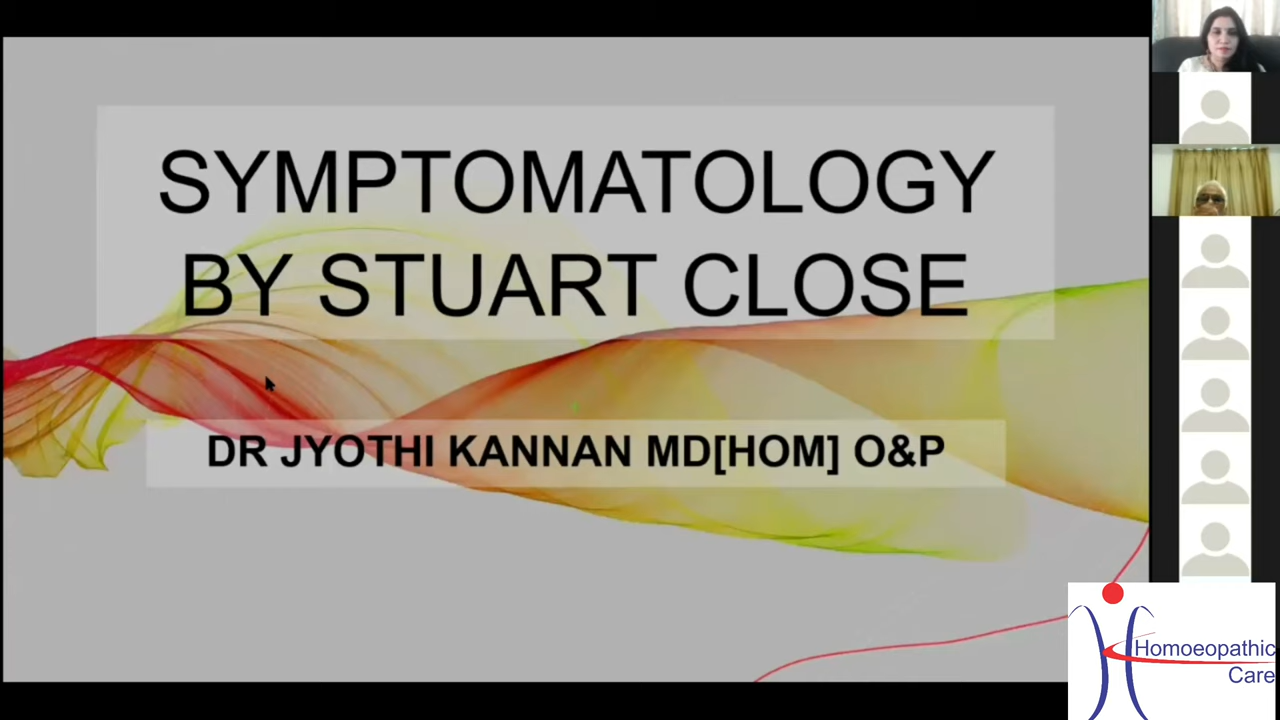 SYMPTOMATOLOGY
BY STUART CLOSE
DR JYOTHI KANNAN MD[HOM] O&P
Homoeopathic
Care